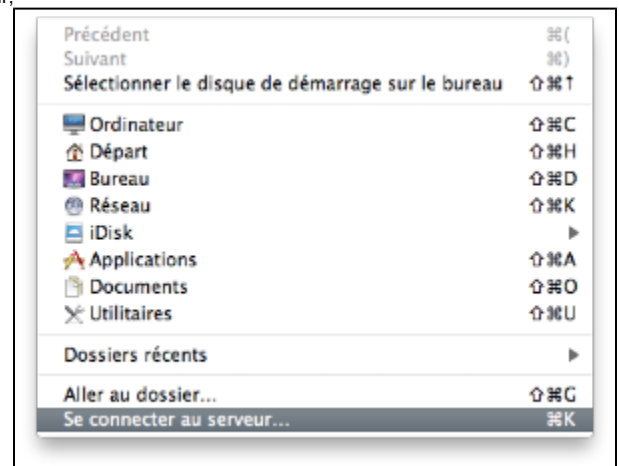 Précédent ⌘(
Suivant ⌘)
Sélectionner le disque de démarrage sur le bureau ⇧⌘↑
Ordinateur ⇧⌘C
Départ ⇧⌘H
Bureau ⇧⌘D
Réseau ⇧⌘K
iDisk ▶
Applications ⇧⌘A
Documents ⇧⌘O
Utilitaires ⇧⌘U
Dossiers récents ▶
Aller au dossier... ⇧⌘G
Se connecter au serveur... ⌘K